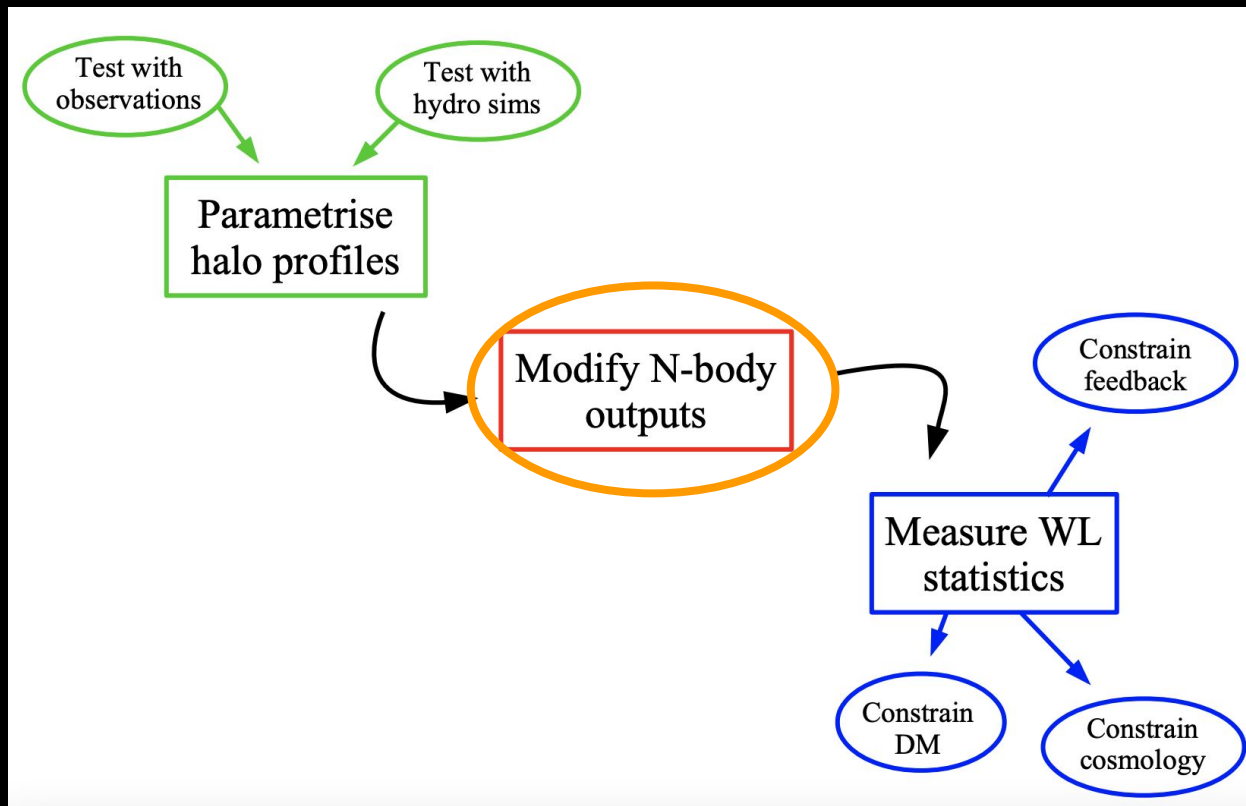 Test with
observations
Test with
hydro sims
Parametrise
halo profiles
Modify N-body
outputs
Constrain
feedback
Measure WL
statistics
Constrain
DM
Constrain
cosmology